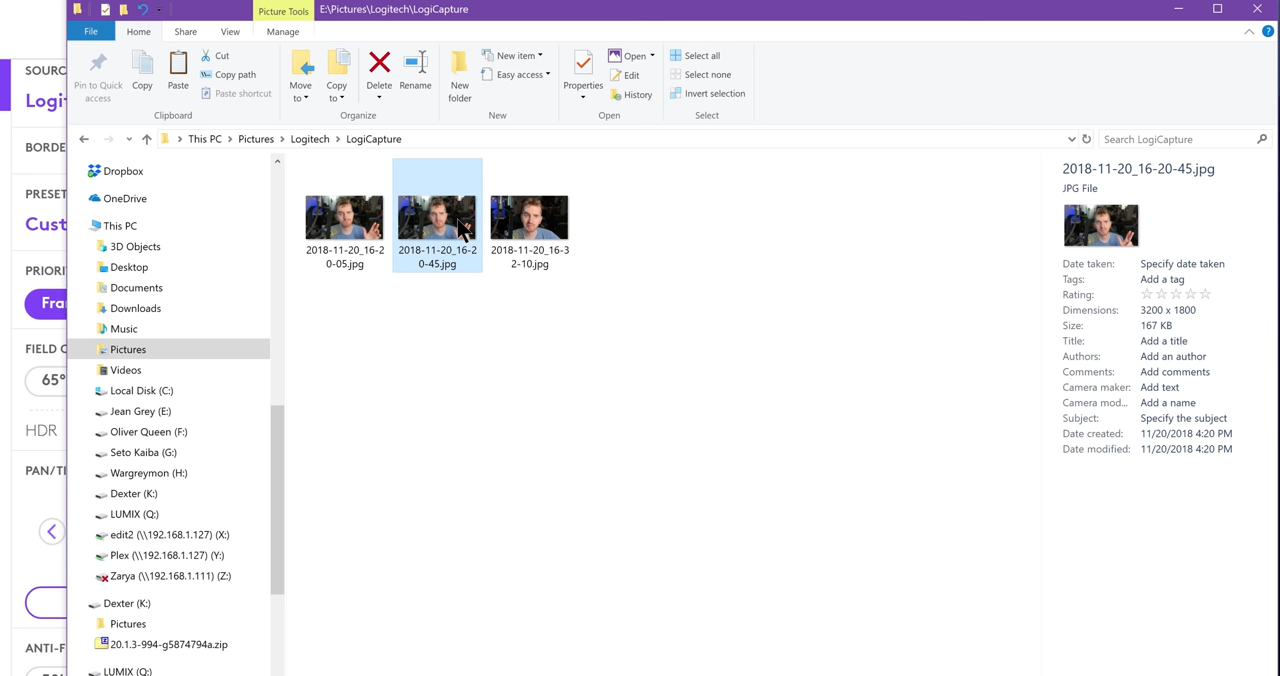 Picture Tools
E:\Pictures\Logitech\LogiCapture
File
Home
Share
View
Manage
Pin to Quick access
Copy
Paste
Cut
Copy path
Paste shortcut
Clipboard
Move to
Copy to
Delete
Rename
Organize
New folder
New item
Easy access
New
Properties
Open
Edit
History
Open
Select all
Select none
Invert selection
Select
This PC
Pictures
Logitech
LogiCapture
Search LogiCapture
SOURC
Logit
BORDE
PRESET
Cust
PRIORI
Fra
FIELD O
65°
HDR
PAN/TI
ANTI-F
Dropbox
OneDrive
This PC
3D Objects
Desktop
Documents
Downloads
Music
Pictures
Videos
Local Disk (C:)
Jean Grey (E:)
Oliver Queen (F:)
Seto Kaiba (G:)
Wargreymon (H:)
Dexter (K:)
LUMIX (Q:)
edit2 (\\192.168.1.127) (X:)
Plex (\\192.168.1.127) (Y:)
Zarya (\\192.168.1.111) (Z:)
Dexter (K:)
Pictures
20.1.3-994-g5874794a.zip
LUMIX (Q:)
2018-11-20_16-2
0-05.jpg
2018-11-20_16-2
0-45.jpg
2018-11-20_16-3
2-10.jpg
2018-11-20_16-20-45.jpg
JPG File
Date taken: Specify date taken
Tags: Add a tag
Rating:
Dimensions: 3200 x 1800
Size: 167 KB
Title: Add a title
Authors: Add an author
Comments: Add comments
Camera maker: Add text
Camera mod... Add a name
Subject: Specify the subject
Date created: 11/20/2018 4:20 PM
Date modified: 11/20/2018 4:20 PM